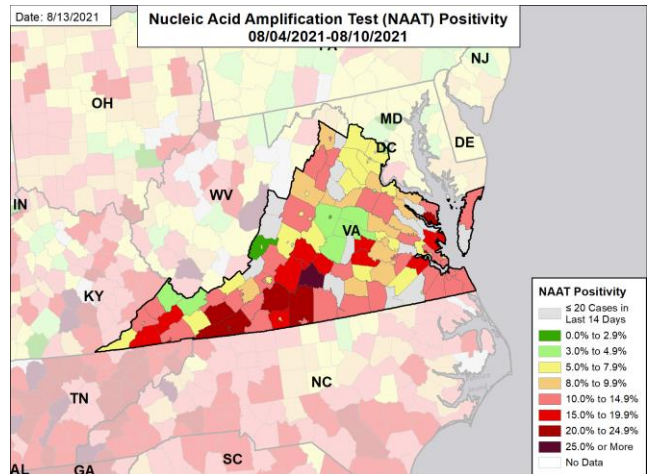 Date: 8/13/2021
Nucleic Acid Amplification Test (NAAT) Positivity
08/04/2021-08/10/2021
PA
NJ
OH
MD
DE
DC
IN
WV
VA
KY
NAAT Positivity
≤ 20 Cases in
Last 14 Days
0.0% to 2.9%
3.0% to 4.9%
5.0% to 7.9%
8.0% to 9.9%
10.0% to 14.9%
15.0% to 19.9%
20.0% to 24.9%
25.0% or More
No Data
NC
TN
SC
AL
GA